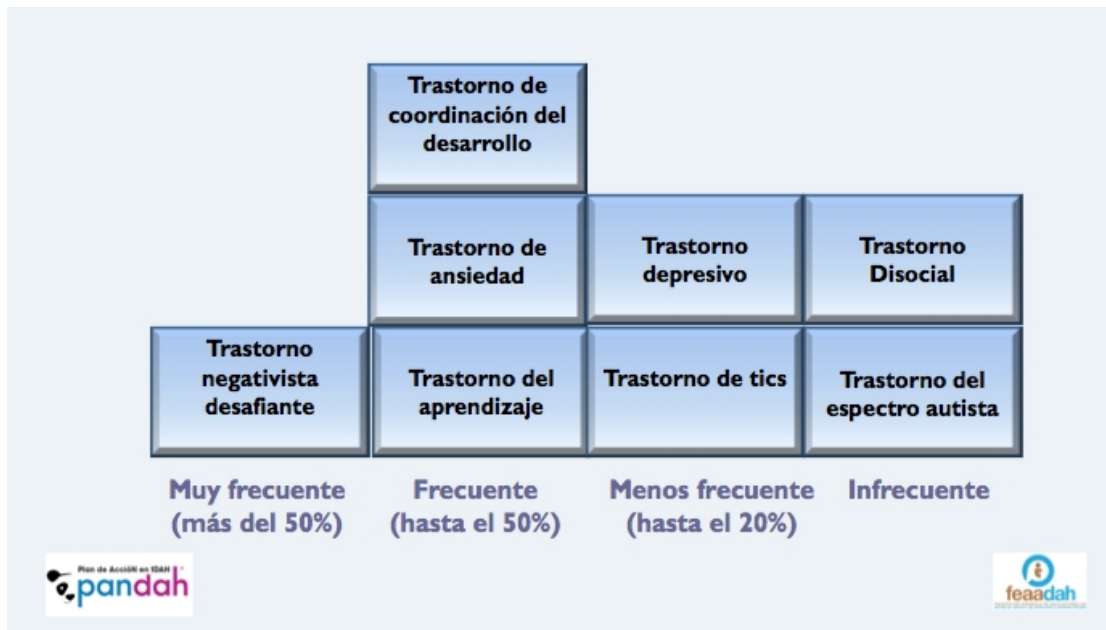 Trastorno de
coordinación del
desarrollo
Trastorno de
ansiedad
Trastorno
depresivo
Trastorno
Disocial
Trastorno
negativista
desafiante
Trastorno del
aprendizaje
Trastorno de tics
Trastorno del
espectro autista
Muy frecuente
(más del 50%)
Frecuente
(hasta el 50%)
Menos frecuente
(hasta el 20%)
Infrecuente
Plan de AccióN en tDAH
pandah
feaadah